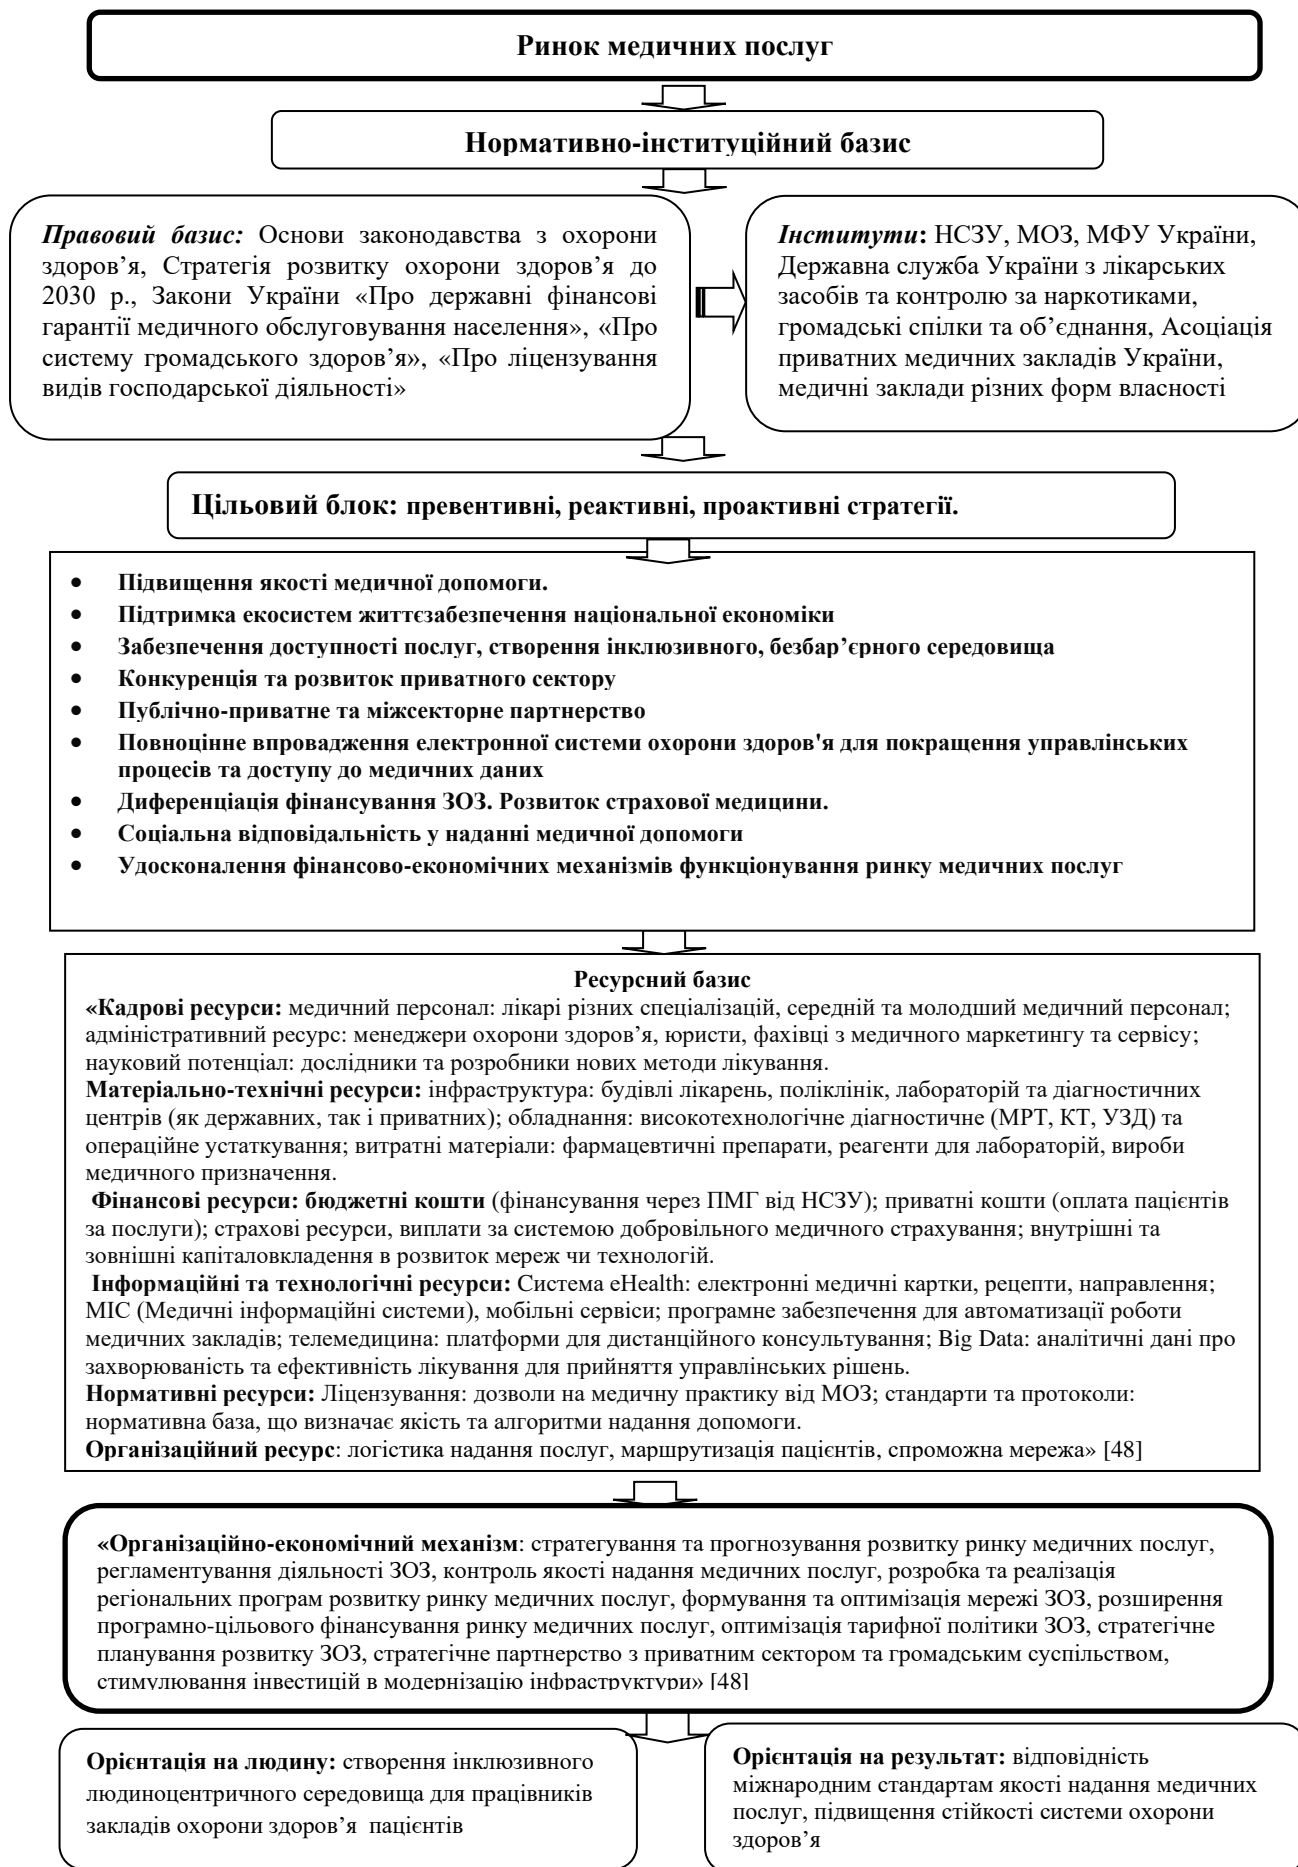 Ринок медичних послуг
Нормативно-інституційний базис
Правовий базис: Основи законодавства з охорони
здоров’я, Стратегія розвитку охорони здоров’я до
2030 р., Закони України «Про державні фінансові
гарантії медичного обслуговування населення», «Про
систему громадського здоров’я», «Про ліцензування
видів господарської діяльності»
Інститути: НСЗУ, МОЗ, МФУ України,
Державна служба України з лікарських
засобів та контролю за наркотиками,
громадські спілки та об’єднання, Асоціація
приватних медичних закладів України,
медичні заклади різних форм власності
Цільовий блок: превентивні, реактивні, проактивні стратегії.
• Підвищення якості медичної допомоги.
• Підтримка екосистем життєзабезпечення національної економіки
• Забезпечення доступності послуг, створення інклюзивного, безбар’єрного середовища
• Конкуренція та розвиток приватного сектору
• Публічно-приватне та міжсекторне партнерство
• Повноцінне впровадження електронної системи охорони здоров'я для покращення управлінських
процесів та доступу до медичних даних
• Диференціація фінансування ЗОЗ. Розвиток страхової медицини.
• Соціальна відповідальність у наданні медичної допомоги
• Удосконалення фінансово-економічних механізмів функціонування ринку медичних послуг
Ресурсний базис
«Кадрові ресурси: медичний персонал: лікарі різних спеціалізацій, середній та молодший медичний персонал;
адміністративний ресурс: менеджери охорони здоров’я, юристи, фахівці з медичного маркетингу та сервісу;
науковий потенціал: дослідники та розробники нових методи лікування.
Матеріально-технічні ресурси: інфраструктура: будівлі лікарень, поліклінік, лабораторій та діагностичних
центрів (як державних, так і приватних); обладнання: високотехнологічне діагностичне (МРТ, КТ, УЗД) та
операційне устаткування; витратні матеріали: фармацевтичні препарати, реагенти для лабораторій, вироби
медичного призначення.
Фінансові ресурси: бюджетні кошти (фінансування через ПМГ від НСЗУ); приватні кошти (оплата пацієнтів
за послуги); страхові ресурси, виплати за системою добровільного медичного страхування; внутрішні та
зовнішні капіталовкладення в розвиток мереж чи технологій.
Інформаційні та технологічні ресурси: Система eHealth: електронні медичні картки, рецепти, направлення;
МІС (Медичні інформаційні системи), мобільні сервіси; програмне забезпечення для автоматизації роботи
медичних закладів; телемедицина: платформи для дистанційного консультування; Big Data: аналітичні дані про
захворюваність та ефективність лікування для прийняття управлінських рішень.
Нормативні ресурси: Ліцензування: дозволи на медичну практику від МОЗ; стандарти та протоколи:
нормативна база, що визначає якість та алгоритми надання допомоги.
Організаційний ресурс: логістика надання послуг, маршрутизація пацієнтів, спроможна мережа» [48]
«Організаційно-економічний механізм: стратегування та прогнозування розвитку ринку медичних послуг,
регламентування діяльності ЗОЗ, контроль якості надання медичних послуг, розробка та реалізація
регіональних програм розвитку ринку медичних послуг, формування та оптимізація мережі ЗОЗ, розширення
програмно-цільового фінансування ринку медичних послуг, оптимізація тарифної політики ЗОЗ, стратегічне
планування розвитку ЗОЗ, стратегічне партнерство з приватним сектором та громадським суспільством,
стимулювання інвестицій в модернізацію інфраструктури» [48]
Орієнтація на людину: створення інклюзивного
людиноцентричного середовища для працівників
закладів охорони здоров’я пацієнтів
Орієнтація на результат: відповідність
міжнародним стандартам якості надання медичних
послуг, підвищення стійкості системи охорони
здоров’я